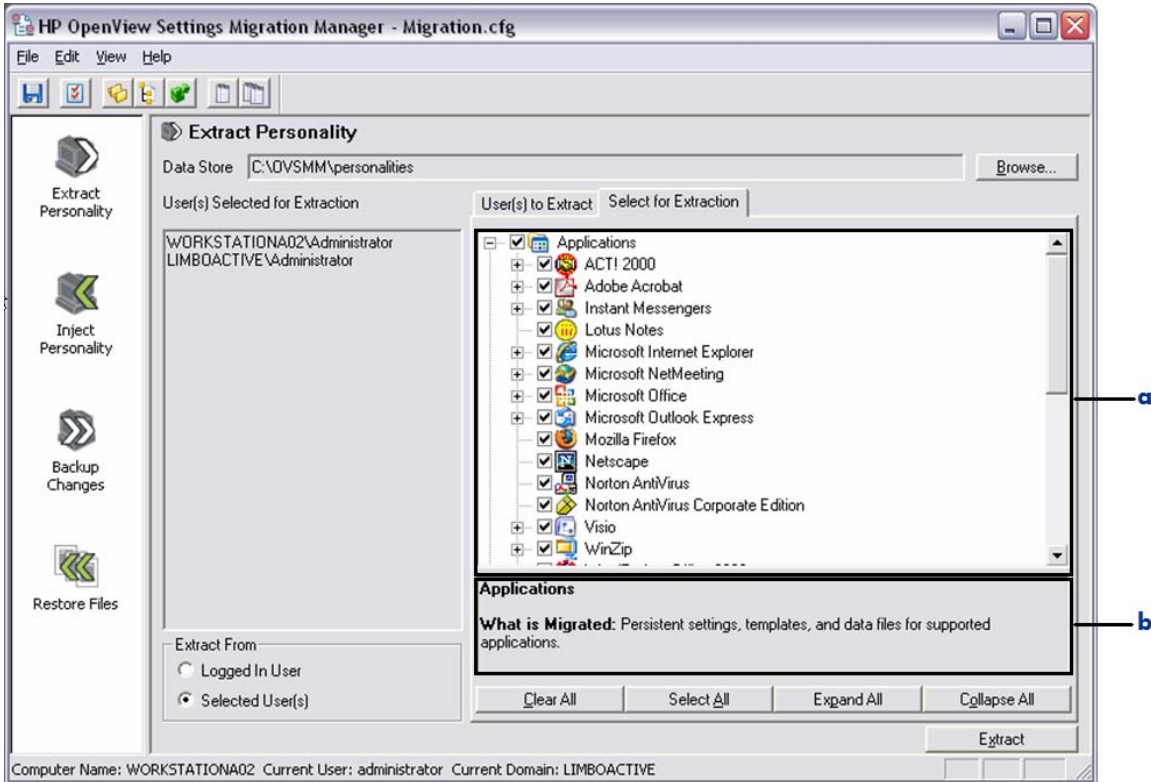 HP OpenView Settings Migration Manager - Migration.cfg
File Edit View Help
Extract Personality
Data Store C:\OVSMM\personalities Browse...
User(s) Selected for Extraction
User(s) to Extract Select for Extraction
WORKSTATIONA02\Administrator
LIMBOACTIVE\Administrator
Extract
Personality
Inject
Personality
Backup
Changes
Restore Files
Applications
ACT! 2000
Adobe Acrobat
Instant Messengers
Lotus Notes
Microsoft Internet Explorer
Microsoft NetMeeting
Microsoft Office
Microsoft Outlook Express
Mozilla Firefox
Netscape
Norton AntiVirus
Norton AntiVirus Corporate Edition
Visio
WinZip
a
Applications
What is Migrated: Persistent settings, templates, and data files for supported
applications.
b
Extract From
Logged In User
Selected User(s)
Clear All Select All Expand All Collapse All
Extract
Computer Name: WORKSTATIONA02 Current User: administrator Current Domain: LIMBOACTIVE